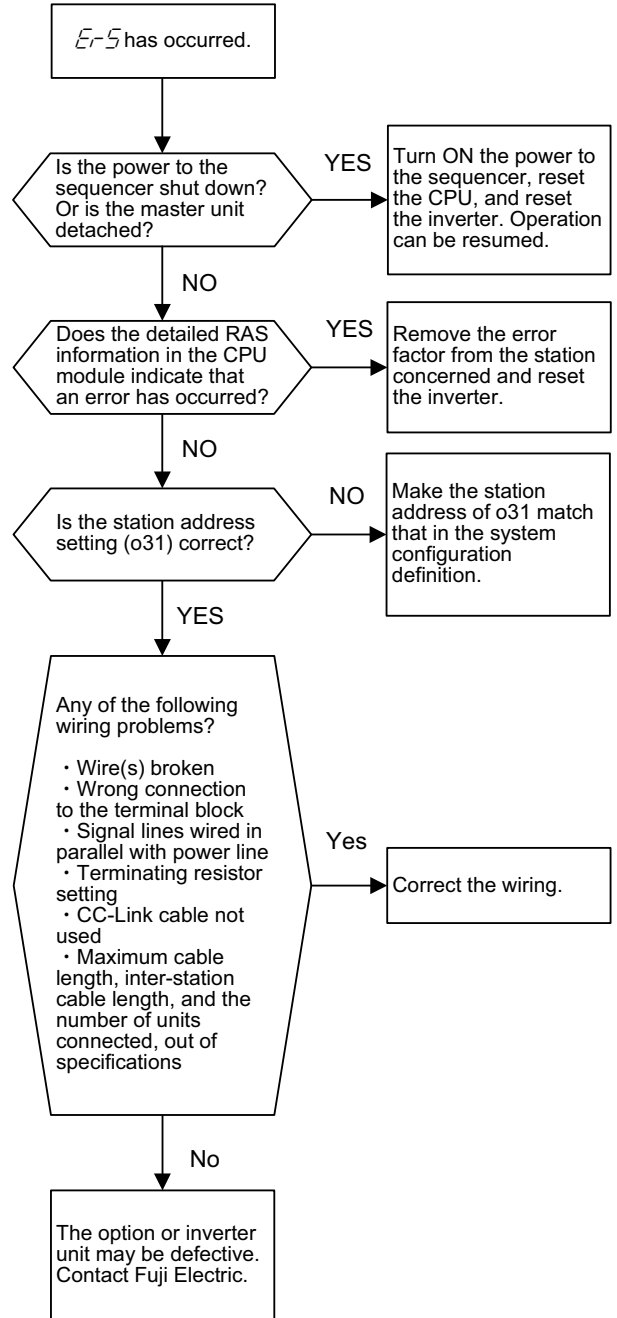 Er5 has occurred.
Is the power to the
sequencer shut down?
Or is the master unit
detached?
YES
Turn ON the power to
the sequencer, reset
the CPU, and reset
the inverter. Operation
can be resumed.
NO
Does the detailed RAS
information in the CPU
module indicate that
an error has occurred?
YES
Remove the error
factor from the station
concerned and reset
the inverter.
NO
Is the station address
setting (o31) correct?
NO
Make the station
address of o31 match
that in the system
configuration
definition.
YES
Any of the following
wiring problems?
・Wire(s) broken
・Wrong connection
to the terminal block
・Signal lines wired in
parallel with power line
・Terminating resistor
setting
・CC-Link cable not
used
・Maximum cable
length, inter-station
cable length, and the
number of units
connected, out of
specifications
Yes
Correct the wiring.
No
The option or inverter
unit may be defective.
Contact Fuji Electric.